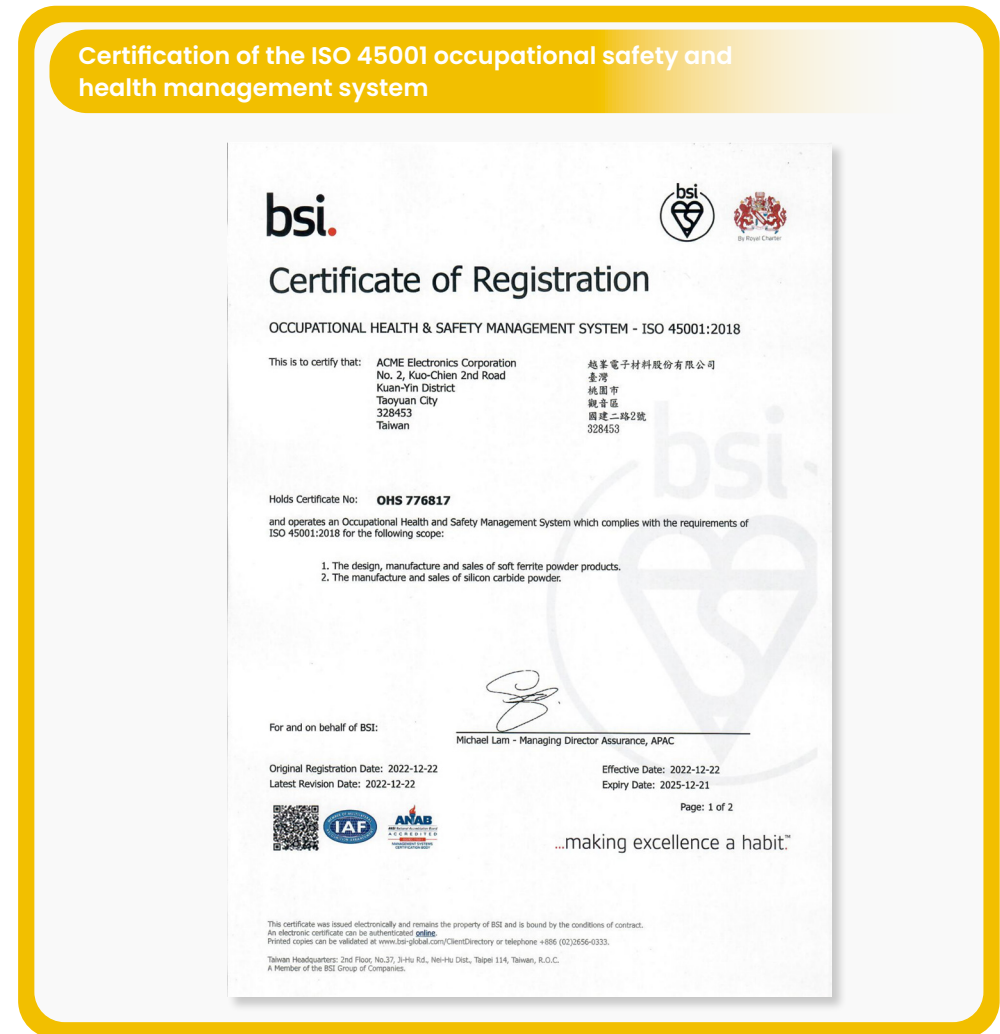 Certification of the ISO 45001 occupational safety and
health management system
bsi.
bsi
By Royal Charter
Certificate of Registration
OCCUPATIONAL HEALTH & SAFETY MANAGEMENT SYSTEM - ISO 45001:2018
This is to certify that:
ACME Electronics Corporation
No. 2, Kuo-Chien 2nd Road
Kuan-Yin District
Taoyuan City
328453
Taiwan
越峯電子材料股份有限公司
臺灣
桃園市
觀音區
國建二路2號
328453
bsi.
Holds Certificate No: OHS 776817
and operates an Occupational Health and Safety Management System which complies with the requirements of
ISO 45001:2018 for the following scope:
1. The design, manufacture and sales of soft ferrite powder products.
2. The manufacture and sales of silicon carbide powder.
For and on behalf of BSI:
Michael Lam - Managing Director Assurance, APAC
Original Registration Date: 2022-12-22
Effective Date: 2022-12-22
Latest Revision Date: 2022-12-22
Expiry Date: 2025-12-21
Page: 1 of 2
IAF
ANAB
ACCREDITED
MANAGEMENT SYSTEMS
CERTIFICATION BODY
...making excellence a habit.™
This certificate was issued electronically and remains the property of BSI and is bound by the conditions of contract.
An electronic certificate can be authenticated online.
Printed copies can be validated at www.bsi-global.com/ClientDirectory or telephone +886 (02)2656-0333.
Taiwan Headquarters: 2nd Floor, No.37, Ji-Hu Rd., Nei-Hu Dist., Taipei 114, Taiwan, R.O.C.
A Member of the BSI Group of Companies.